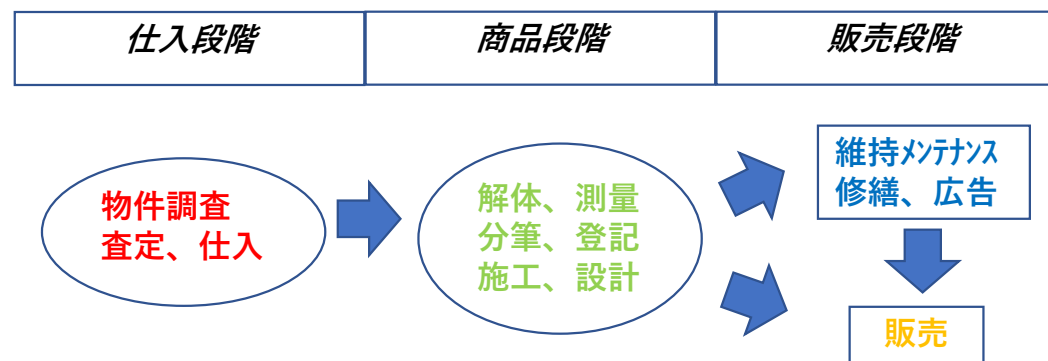 仕入段階
商品段階
販売段階
物件調査
査定、仕入
解体、測量
分筆、登記
施工、設計
維持ﾒﾝﾃﾅﾝｽ
修繕、広告
販売